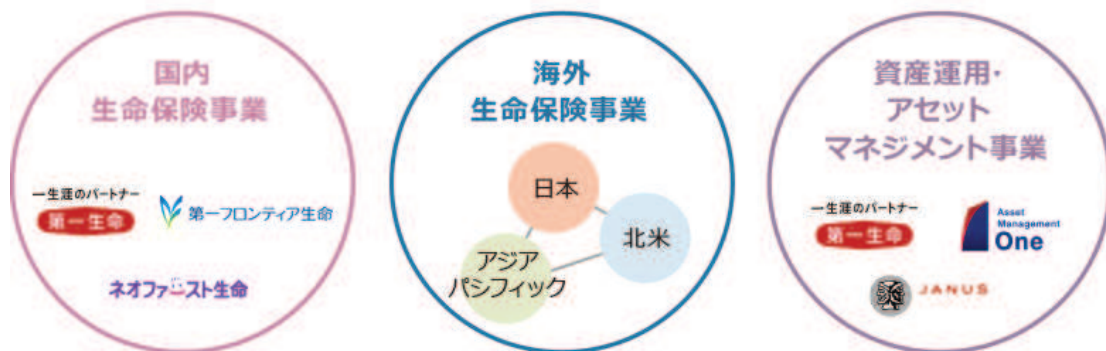 国内
生命保険事業
一生涯のパートナー
第一生命
第一フロンティア生命
ネオファースト生命
海外
生命保険事業
日本
北米
アジア
パシフィック
資産運用・
アセット
マネジメント事業
一生涯のパートナー
第一生命
Asset
Management
One
JANUS